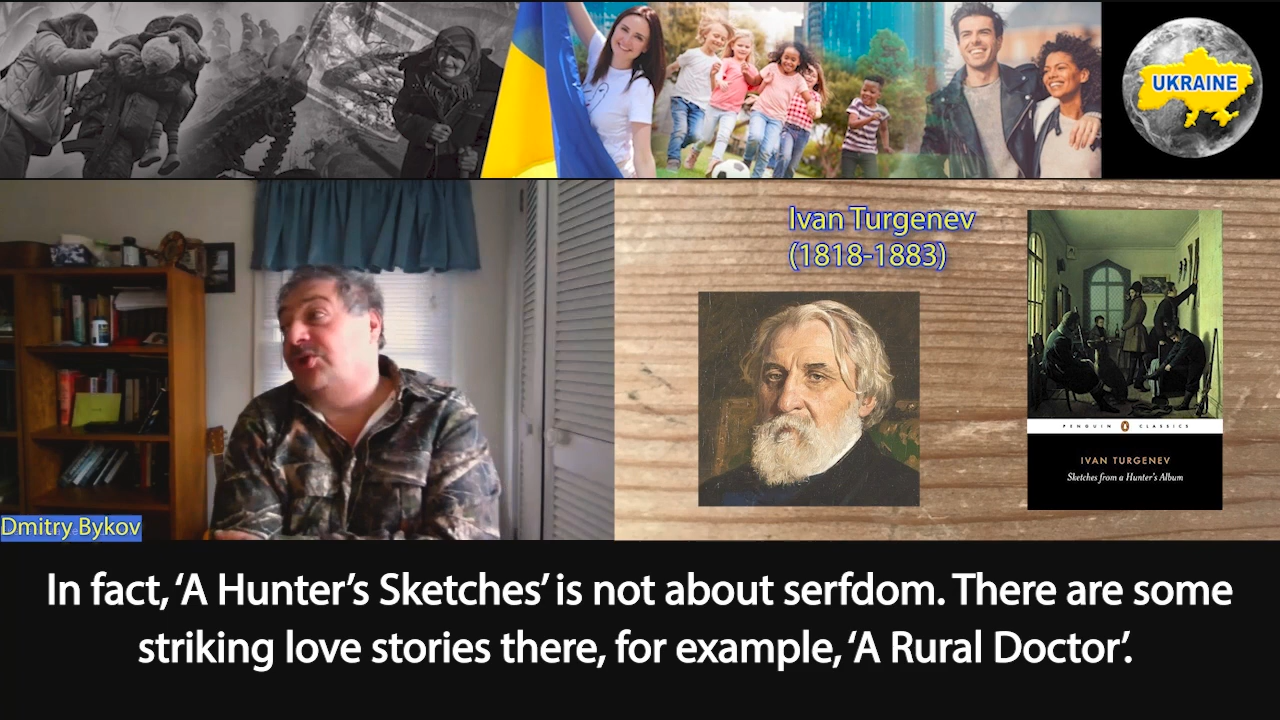 UKRAINE
Ivan Turgenev
(1818-1883)
PENGUIN CLASSICS
IVAN TURGENEV
Sketches from a Hunter's Album
Dmitry Bykov
In fact, ‘A Hunter’s Sketches’ is not about serfdom. There are some
striking love stories there, for example, ‘A Rural Doctor’.